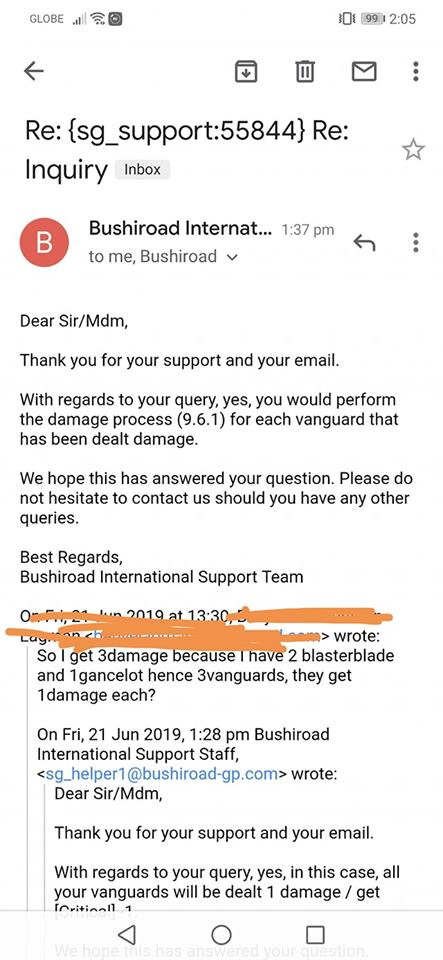 GLOBE 99 2:05
Re: {sg_support:55844} Re:
Inquiry Inbox
B
Bushiroad Internat... 1:37 pm
to me, Bushiroad
Dear Sir/Mdm,
Thank you for your support and your email.
With regards to your query, yes, you would perform
the damage process (9.6.1) for each vanguard that
has been dealt damage.
We hope this has answered your question. Please do
not hesitate to contact us should you have any other
queries.
Best Regards,
Bushiroad International Support Team
On Fri, 21 Jun 2019 at 13:30,
> wrote:
So I get 3damage because I have 2 blasterblade
and 1gancelot hence 3vanguards, they get
1damage each?
On Fri, 21 Jun 2019, 1:28 pm Bushiroad
International Support Staff,
<sg_helper1@bushiroad-gp.com> wrote:
Dear Sir/Mdm,
Thank you for your support and your email.
With regards to your query, yes, in this case, all
your vanguards will be dealt 1 damage / get
[Critical] -1.
We hope this has answered your question.